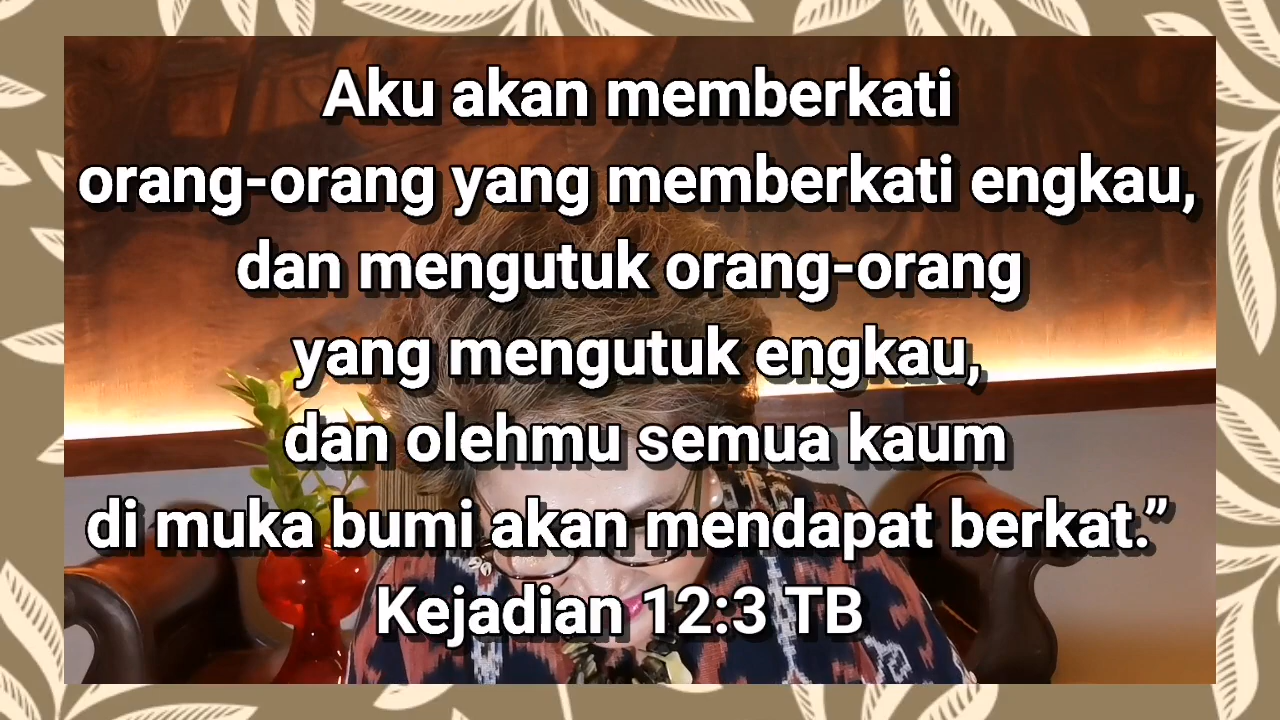 Aku akan memberkati
orang-orang yang memberkati engkau,
dan mengutuk orang-orang
yang mengutuk engkau,
dan olehmu semua kaum
di muka bumi akan mendapat berkat.”
Kejadian 12:3 TB